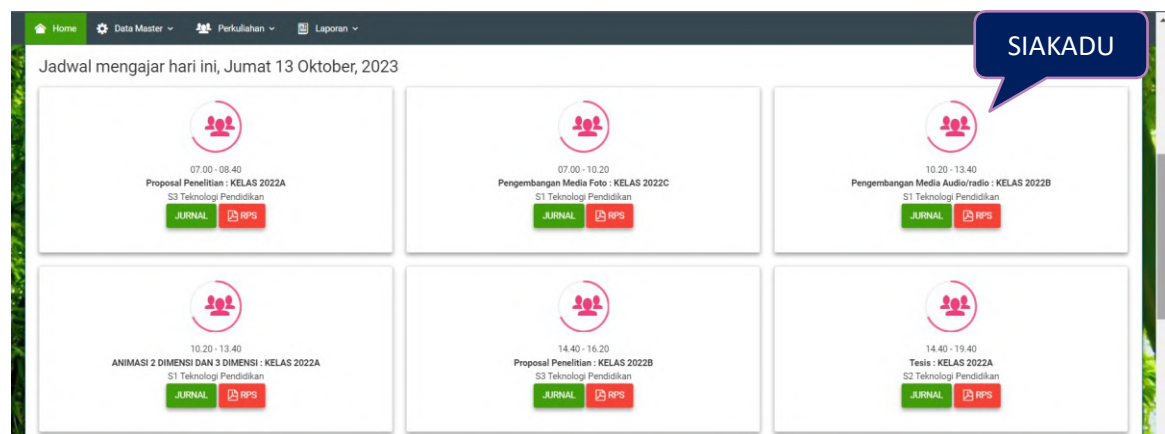 Home Data Master Perkuliahan Laporan
SIAKADU
Jadwal mengajar hari ini, Jumat 13 Oktober, 2023
07.00 - 08.40
Proposal Penelitian : KELAS 2022A
S3 Teknologi Pendidikan
JURNAL RPS
07.00 - 10.20
Pengembangan Media Foto : KELAS 2022C
S1 Teknologi Pendidikan
JURNAL RPS
10.20 - 13.40
Pengembangan Media Audio/radio : KELAS 2022B
S1 Teknologi Pendidikan
JURNAL RPS
10.20 - 13.40
ANIMASI 2 DIMENSI DAN 3 DIMENSI : KELAS 2022A
S1 Teknologi Pendidikan
JURNAL RPS
14.40 - 16.20
Proposal Penelitian : KELAS 2022B
S3 Teknologi Pendidikan
JURNAL RPS
14.40 - 19.40
Tesis : KELAS 2022A
S2 Teknologi Pendidikan
JURNAL RPS